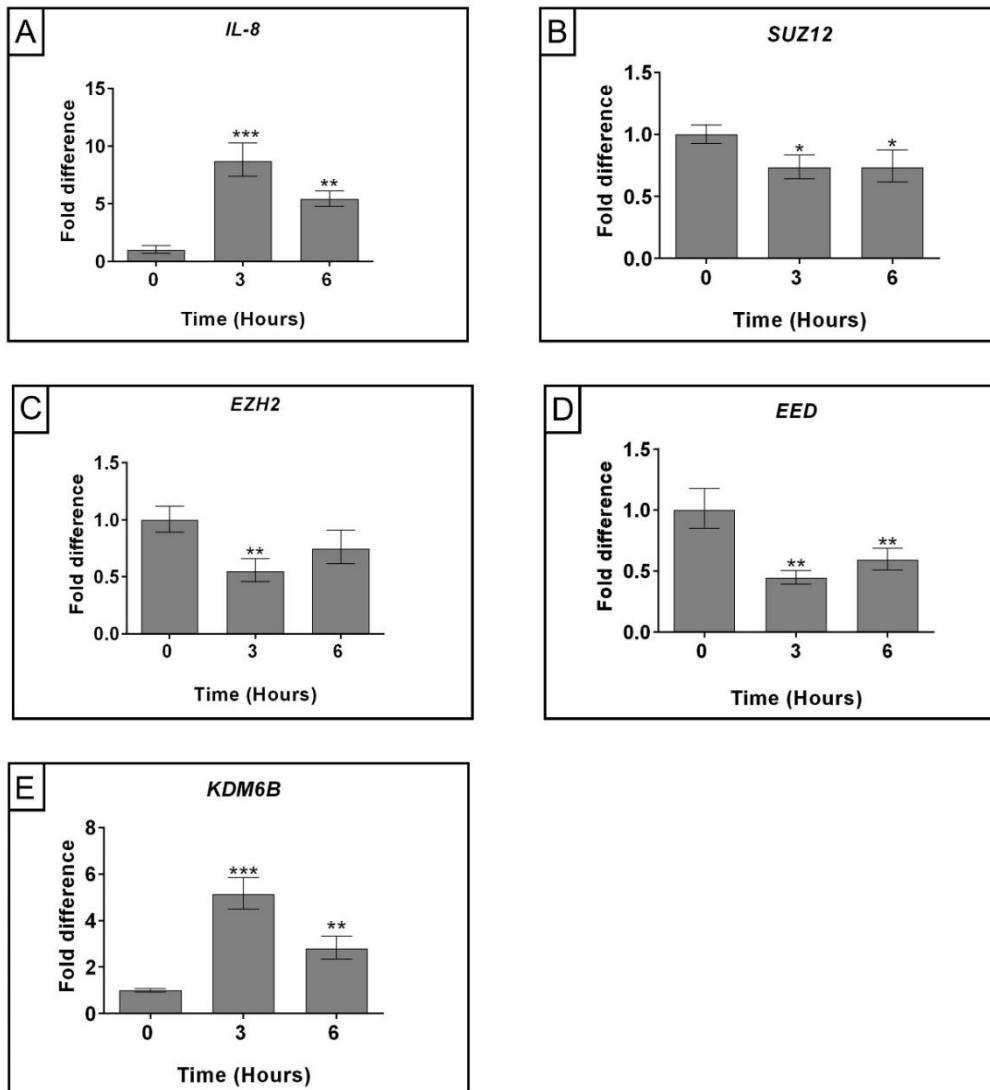 A
IL-8
Fold difference
15
10
5
0
***
**
0 3 6
Time (Hours)
B
SUZ12
Fold difference
1.5
1.0
0.5
0.0
* *
0 3 6
Time (Hours)
C
EZH2
Fold difference
1.5
1.0
0.5
0.0
**
0 3 6
Time (Hours)
D
EED
Fold difference
1.5
1.0
0.5
0.0
** **
0 3 6
Time (Hours)
E
KDM6B
Fold difference
8
6
4
2
0
***
**
0 3 6
Time (Hours)